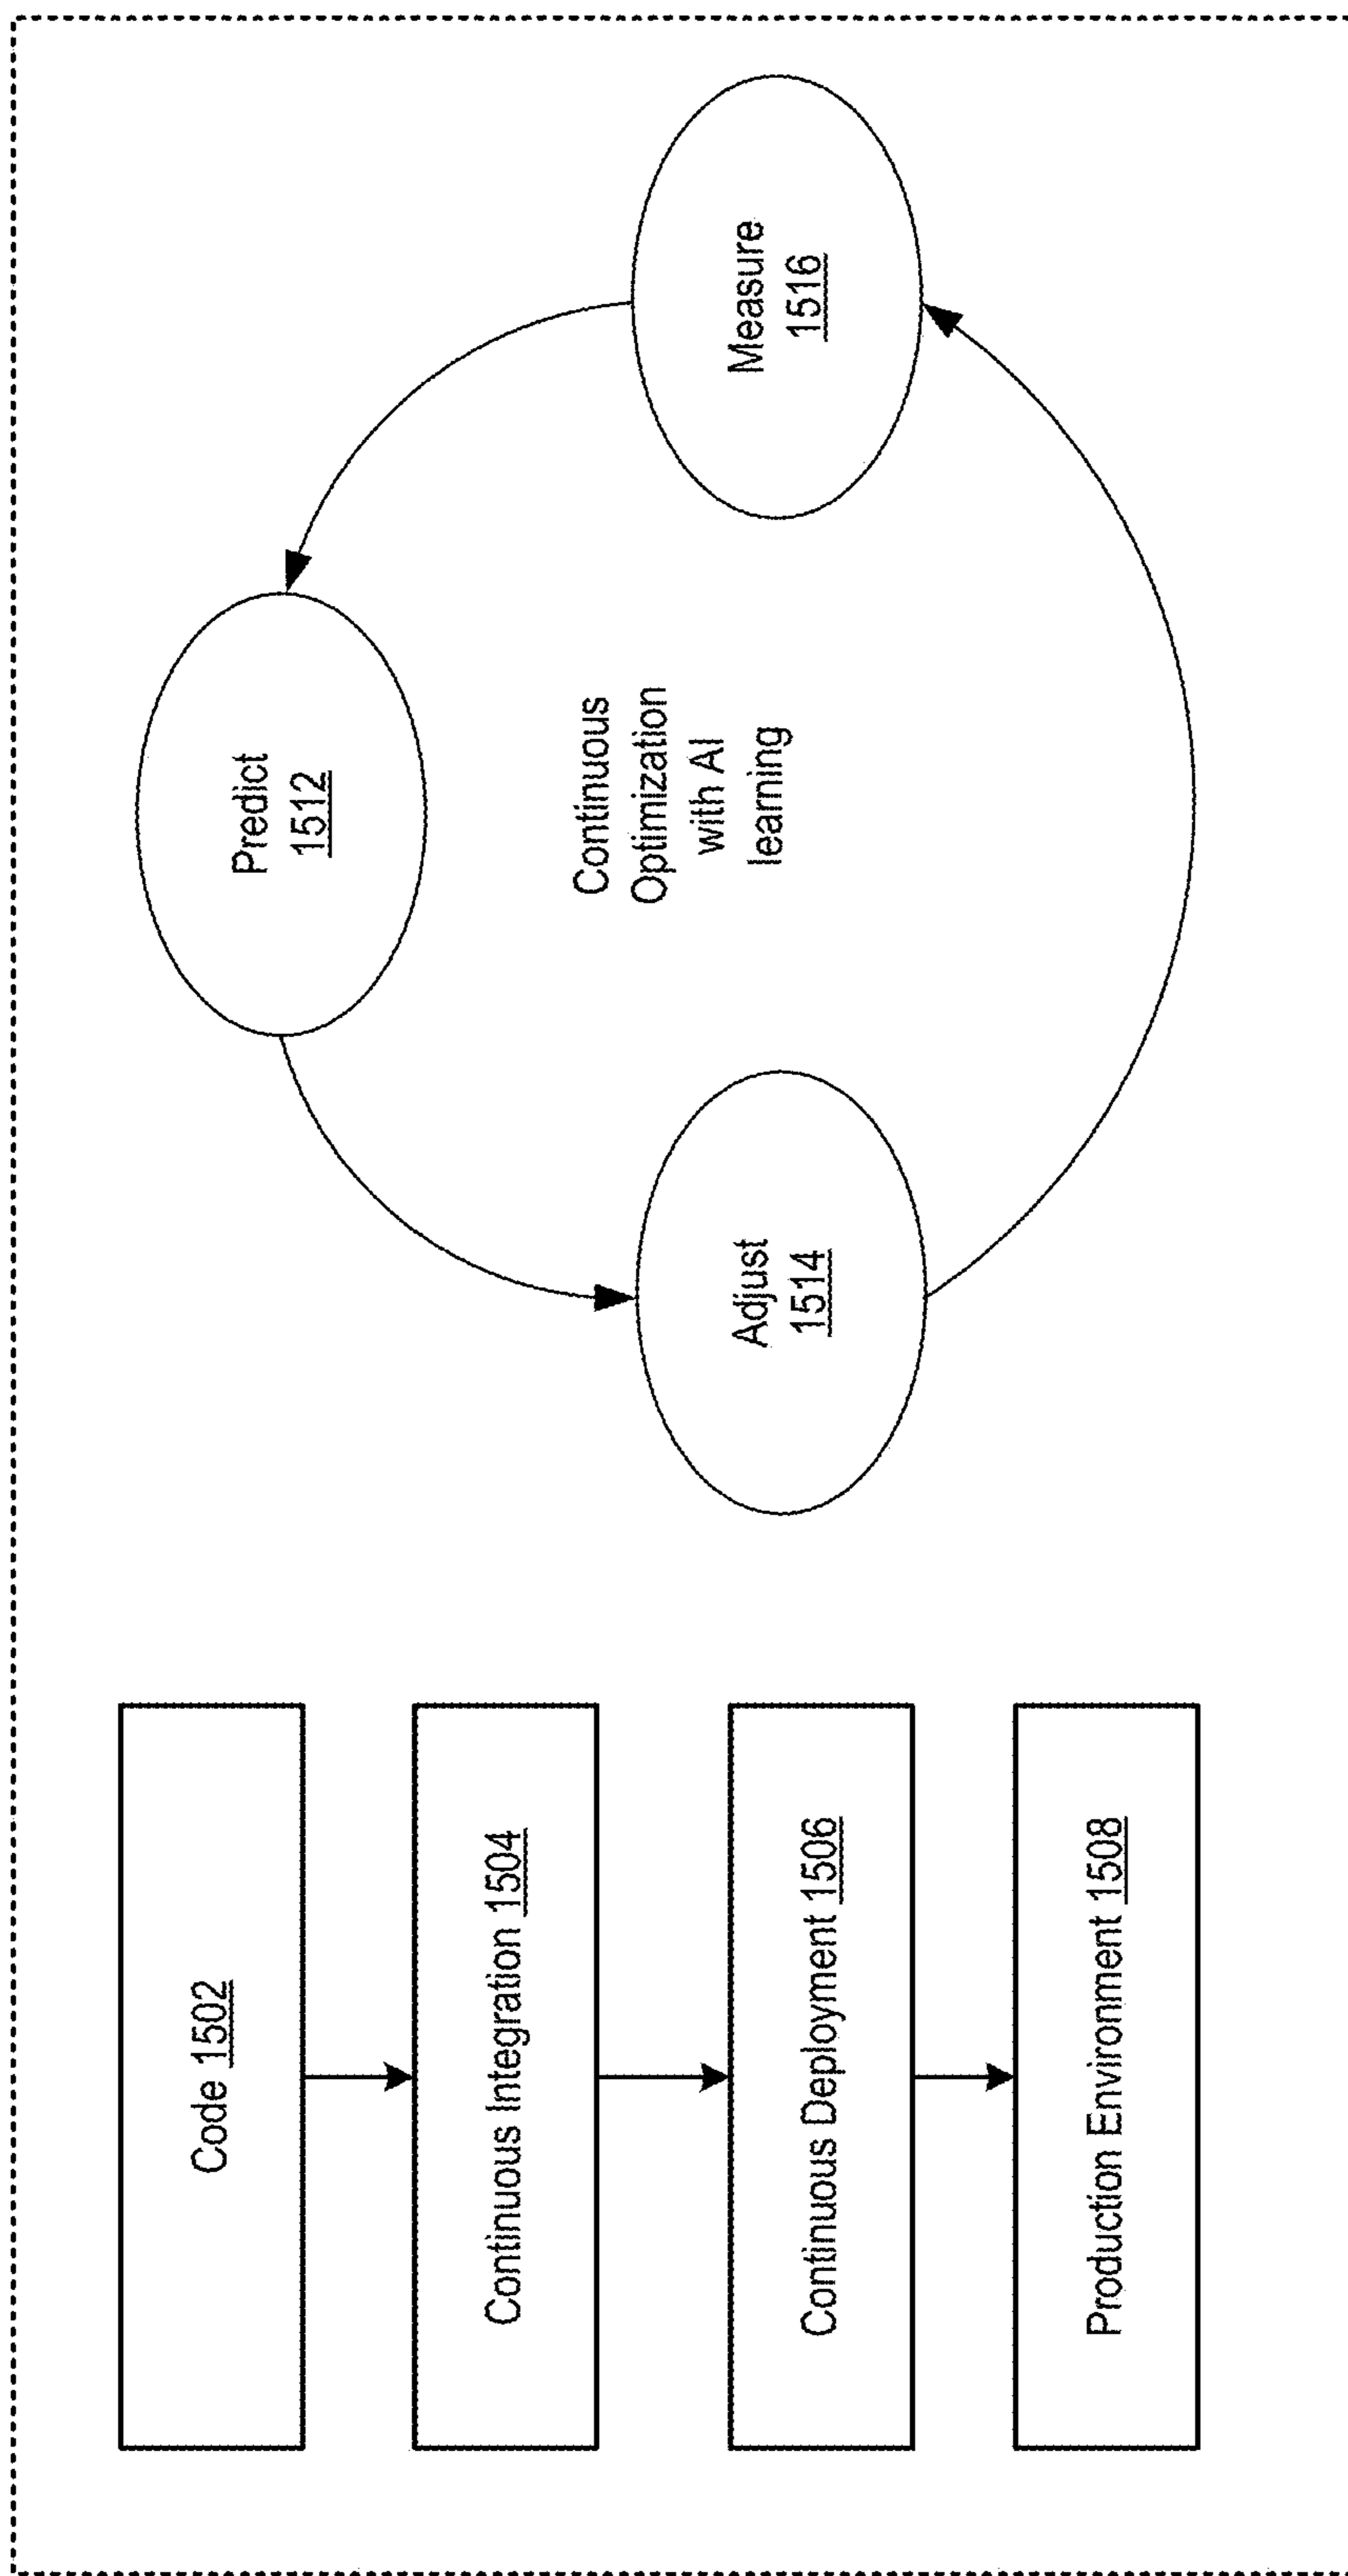 Code 1502
Continuous Integration 1504
Continuous Deployment 1506
Production Environment 1508
Predict
1512
Continuous
Optimization
with AI
learning
Adjust
1514
Measure
1516